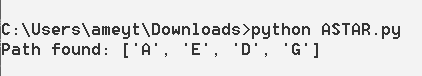 C:\Users\ameyt\Downloads>python ASTAR.py
Path found: ['A', 'E', 'D', 'G']